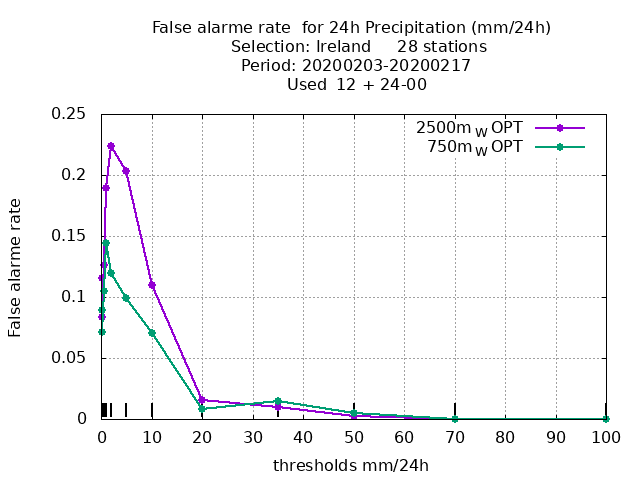 False alarme rate  for 24h Precipitation (mm/24h)
Selection: Ireland     28 stations
Period: 20200203-20200217
Used  12 + 24-00
0.25
0.2
0.15
0.1
0.05
0
False alarme rate
2500m W OPT
750m W OPT
0 10 20 30 40 50 60 70 80 90 100
thresholds mm/24h